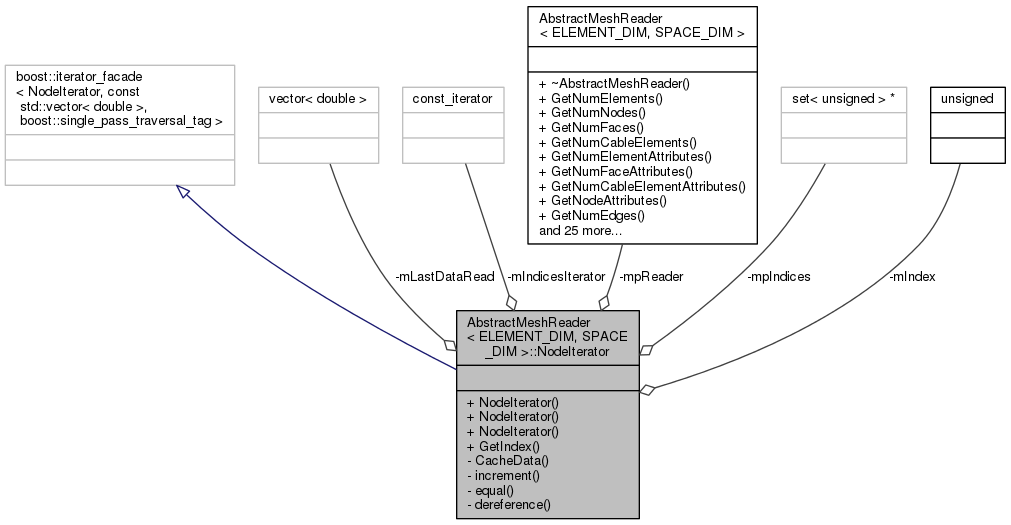 boost::iterator_facade
< NodeIterator, const
std::vector< double >,
boost::single_pass_traversal_tag >
vector< double >
const_iterator
AbstractMeshReader
< ELEMENT_DIM, SPACE_DIM >
+ ~AbstractMeshReader()
+ GetNumElements()
+ GetNumNodes()
+ GetNumFaces()
+ GetNumCableElements()
+ GetNumElementAttributes()
+ GetNumFaceAttributes()
+ GetNumCableElementAttributes()
+ GetNodeAttributes()
+ GetNumEdges()
and 25 more...
set< unsigned > *
unsigned
-mLastDataRead
-mIndicesIterator
-mpReader
-mpIndices
-mIndex
AbstractMeshReader
< ELEMENT_DIM, SPACE
_DIM >::NodeIterator
+ NodeIterator()
+ NodeIterator()
+ NodeIterator()
+ GetIndex()
- CacheData()
- increment()
- equal()
- dereference()